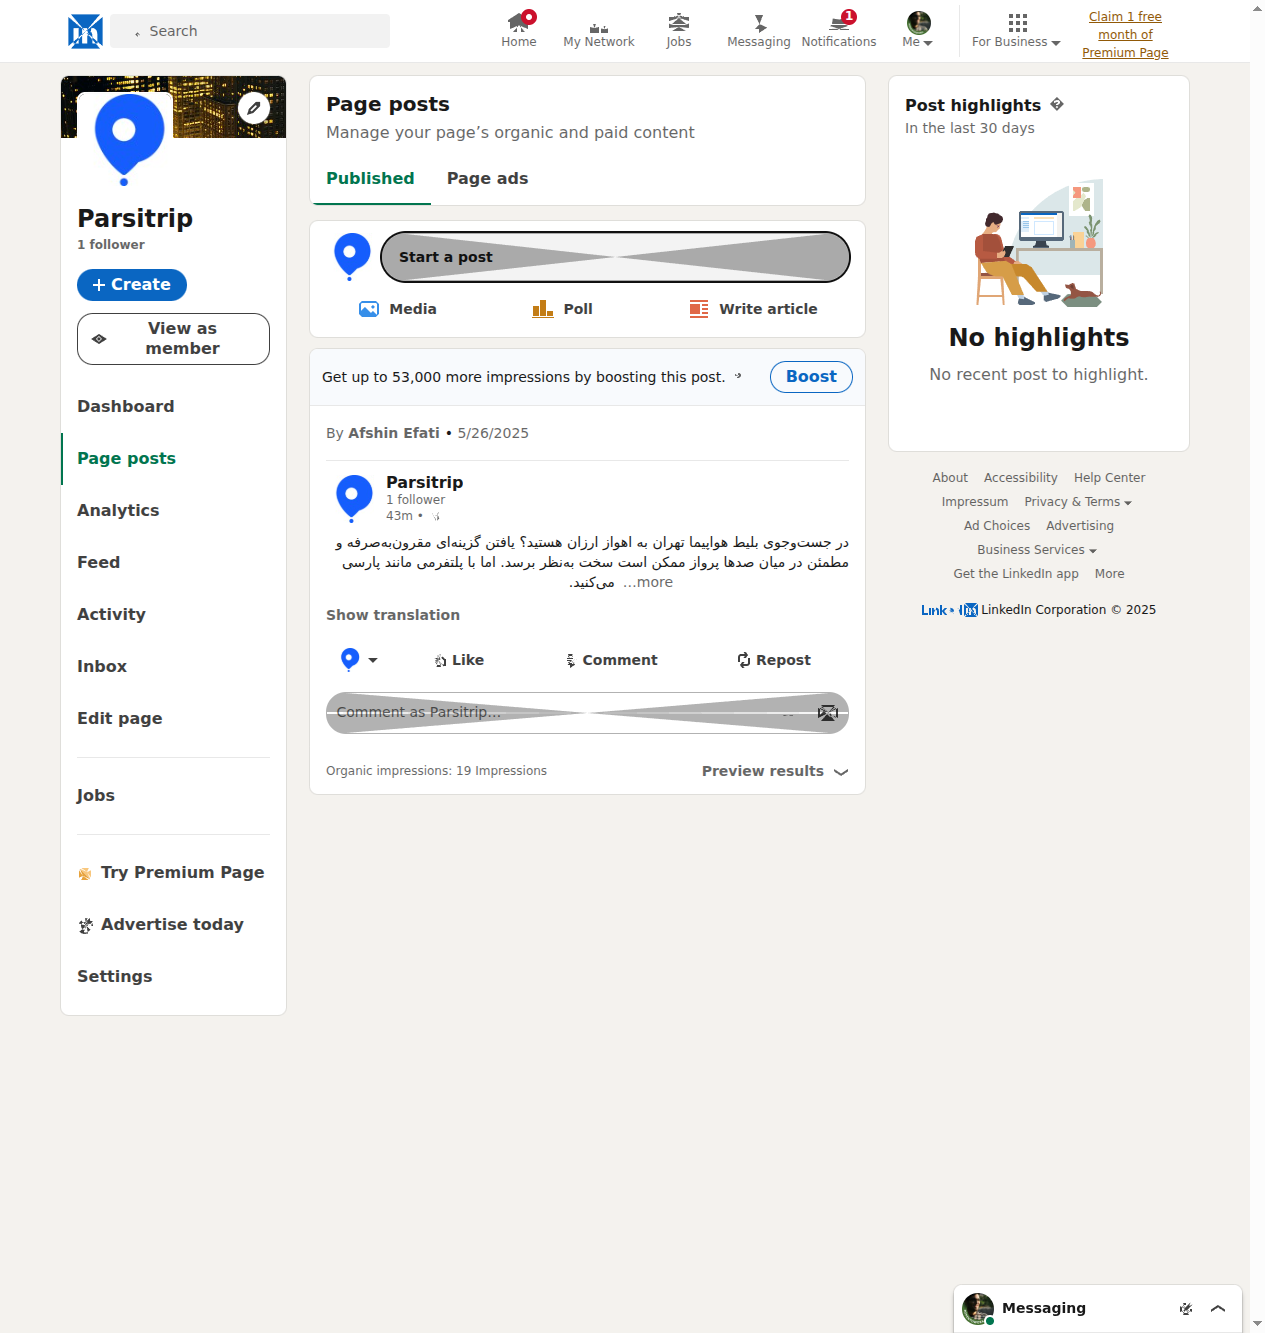 Search
Home
My Network
Jobs
Messaging
1
Notifications
Me
For Business
Claim 1 free
month of
Premium Page
Parsitrip
1 follower
Create
View as
member
Dashboard
Page posts
Analytics
Feed
Activity
Inbox
Edit page
Jobs
Try Premium Page
Advertise today
Settings
Page posts
Manage your page’s organic and paid content
Published
Page ads
Start a post
Media
Poll
Write article
Get up to 53,000 more impressions by boosting this post.
Boost
By Afshin Efati • 5/26/2025
Parsitrip
1 follower
43m •
در جست‌وجوی بلیط هواپیما تهران به اهواز ارزان هستید؟ یافتن گزینه‌ای مقرون‌به‌صرفه و
مطمئن در میان صدها پرواز ممکن است سخت به‌نظر برسد. اما با پلتفرمی مانند پارسی
می‌کنید. …more
Show translation
Like
Comment
Repost
Comment as Parsitrip…
Organic impressions: 19 Impressions
Preview results
Post highlights
In the last 30 days
No highlights
No recent post to highlight.
About Accessibility Help Center
Impressum Privacy & Terms
Ad Choices Advertising
Business Services
Get the LinkedIn app More
LinkedIn Corporation © 2025
Messaging